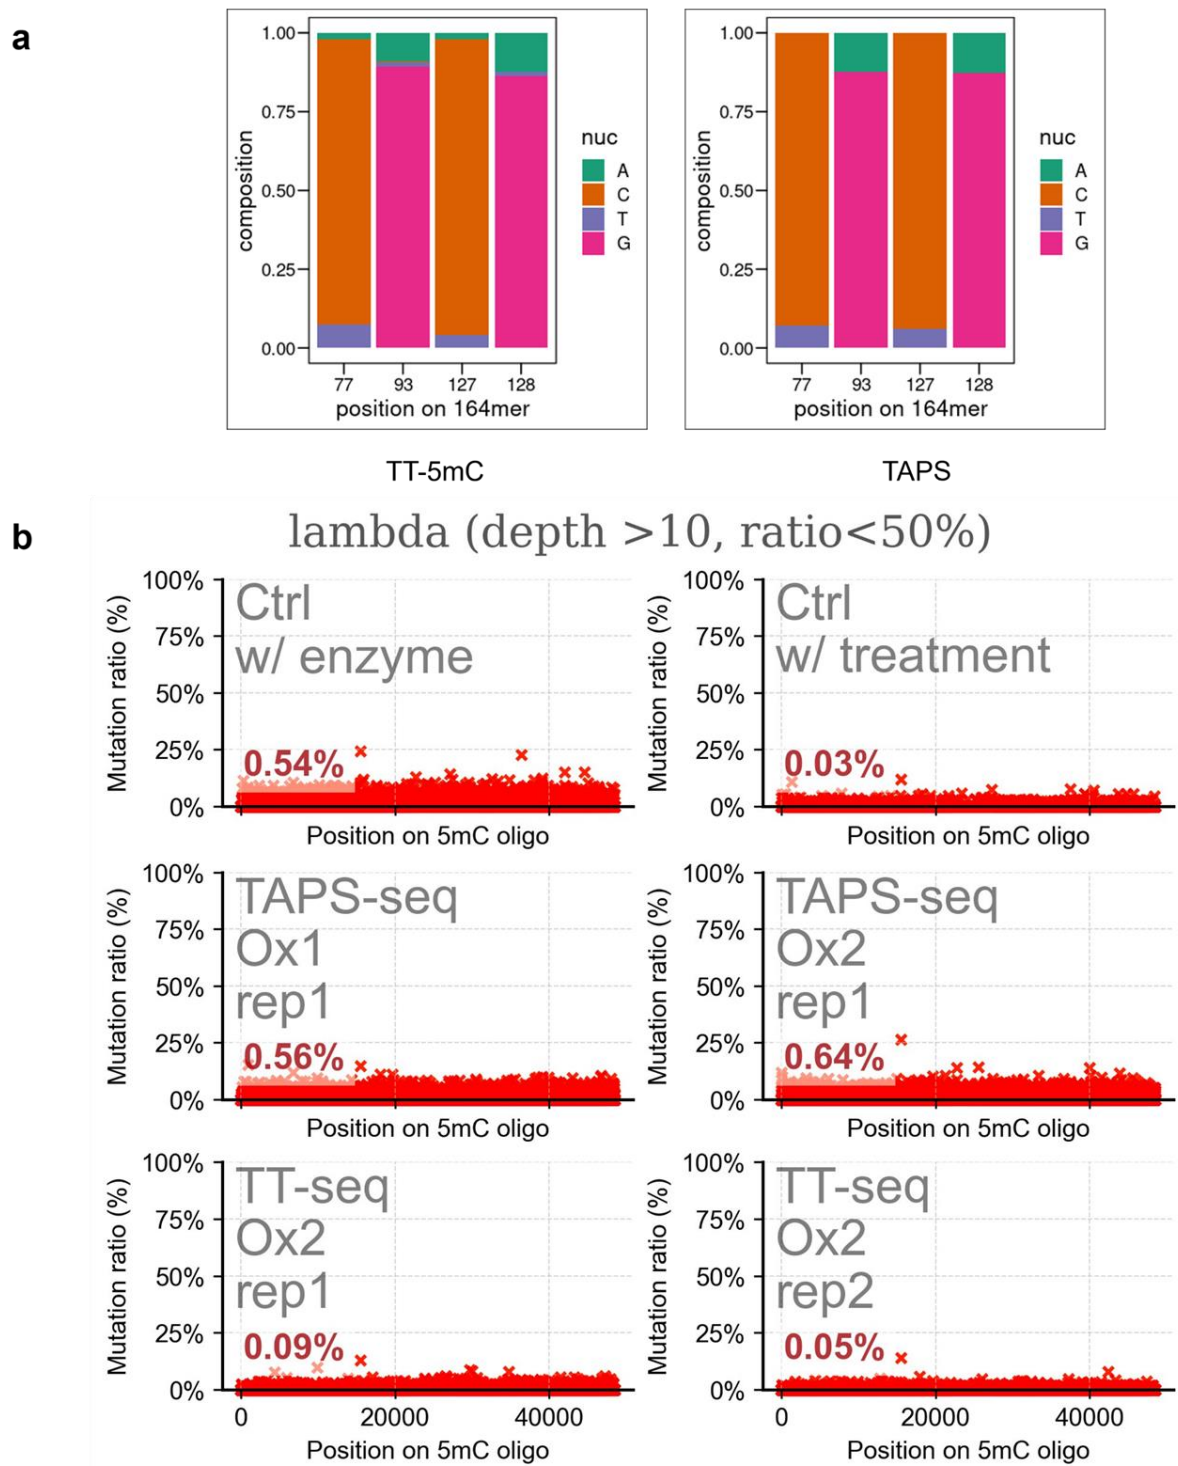 a
1.00
0.75
0.50
0.25
0.00
composition
77 93 127 128
position on 164mer
nuc
A
C
T
G
TT-5mC
1.00
0.75
0.50
0.25
0.00
composition
77 93 127 128
position on 164mer
nuc
A
C
T
G
TAPS
b
lambda (depth >10, ratio<50%)
100%
75%
50%
25%
0%
Mutation ratio (%)
Ctrl
w/ enzyme
0.54%
Position on 5mC oligo
100%
75%
50%
25%
0%
Mutation ratio (%)
Ctrl
w/ treatment
0.03%
Position on 5mC oligo
100%
75%
50%
25%
0%
Mutation ratio (%)
TAPS-seq
Ox1
rep1
0.56%
Position on 5mC oligo
100%
75%
50%
25%
0%
Mutation ratio (%)
TAPS-seq
Ox2
rep1
0.64%
Position on 5mC oligo
100%
75%
50%
25%
0%
Mutation ratio (%)
TT-seq
Ox2
rep1
0.09%
0 20000 40000
Position on 5mC oligo
100%
75%
50%
25%
0%
Mutation ratio (%)
TT-seq
Ox2
rep2
0.05%
0 20000 40000
Position on 5mC oligo